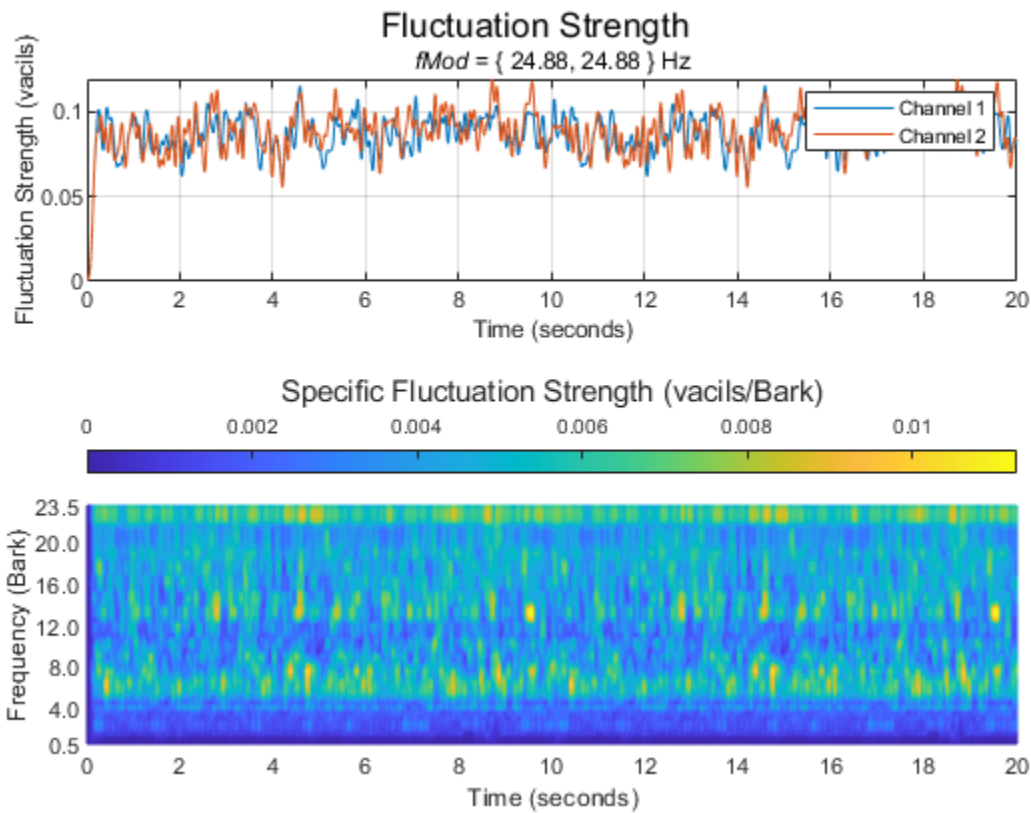 Fluctuation Strength
fMod = { 24.88, 24.88 } Hz
Fluctuation Strength (vacils)
0.1
0.05
0
Channel 1
Channel 2
0 2 4 6 8 10 12 14 16 18 20
Time (seconds)
Specific Fluctuation Strength (vacils/Bark)
0 0.002 0.004 0.006 0.008 0.01
Frequency (Bark)
23.5
20.0
16.0
12.0
8.0
4.0
0.5
0 2 4 6 8 10 12 14 16 18 20
Time (seconds)